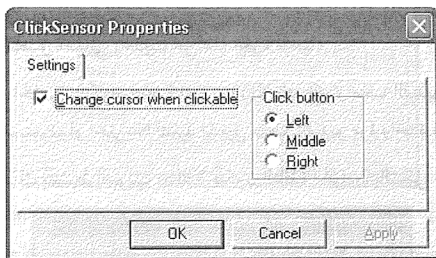 ClickSensor Properties
Settings
Change cursor when clickable
Click button
Left
Middle
Right
OK Cancel Apply